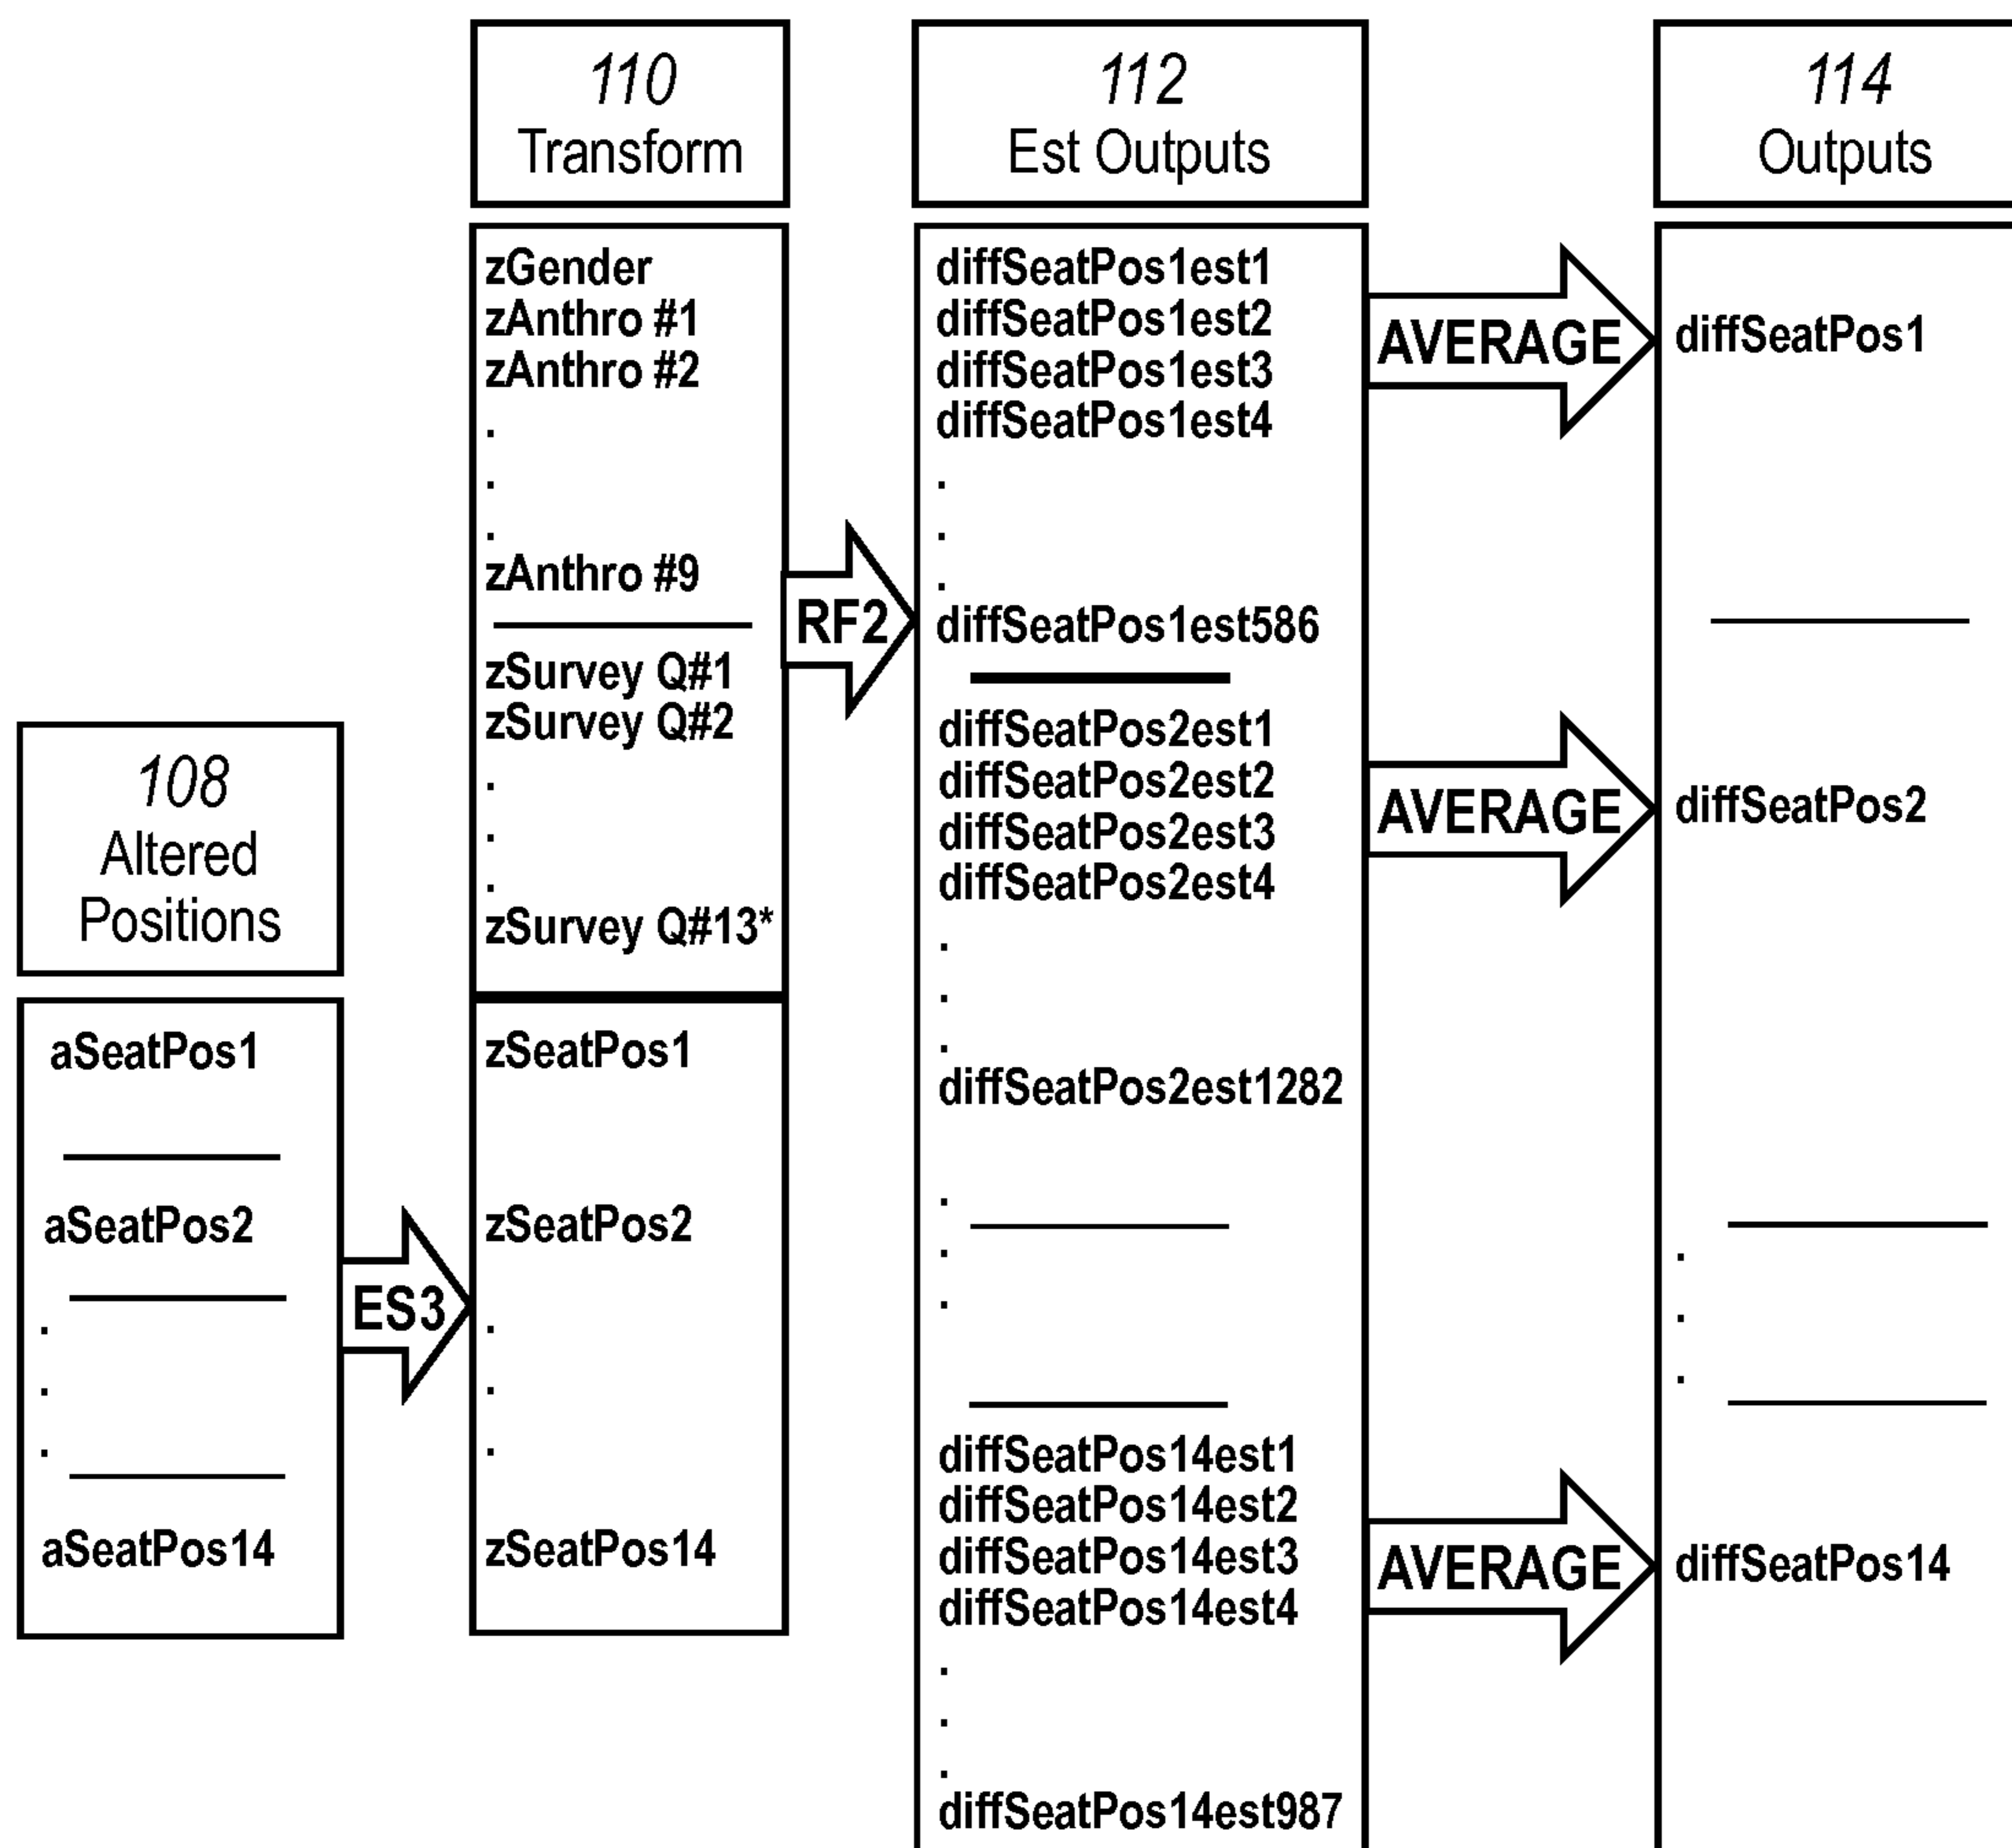 108
Altered
Positions
aSeatPos1
aSeatPos2
.
.
.
aSeatPos14
ES3
110
Transform
zGender
zAnthro #1
zAnthro #2
.
.
.
zAnthro #9
zSurvey Q#1
zSurvey Q#2
.
.
.
zSurvey Q#13*
zSeatPos1
zSeatPos2
.
.
.
zSeatPos14
RF2
112
Est Outputs
diffSeatPos1est1
diffSeatPos1est2
diffSeatPos1est3
diffSeatPos1est4
.
.
.
diffSeatPos1est586
diffSeatPos2est1
diffSeatPos2est2
diffSeatPos2est3
diffSeatPos2est4
.
.
.
diffSeatPos2est1282
.
.
.
diffSeatPos14est1
diffSeatPos14est2
diffSeatPos14est3
diffSeatPos14est4
.
.
.
diffSeatPos14est987
AVERAGE
AVERAGE
AVERAGE
114
Outputs
diffSeatPos1
diffSeatPos2
.
.
.
diffSeatPos14